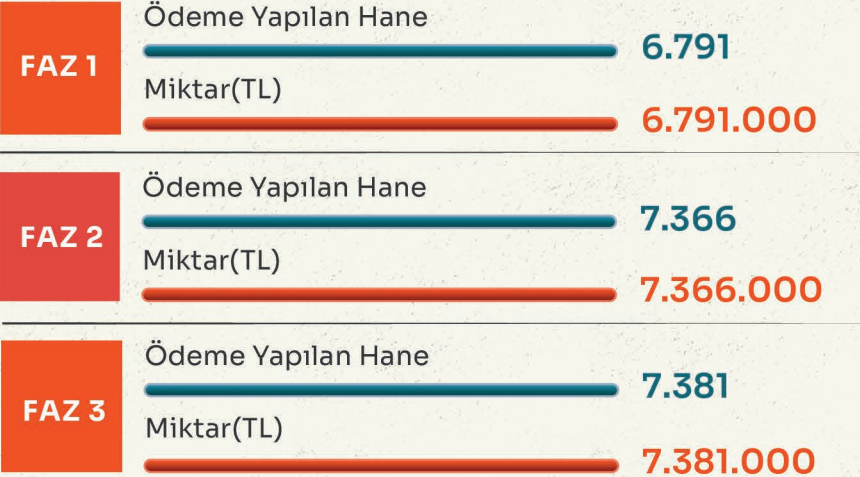 FAZ 1
Ödeme Yapılan Hane
6.791
Miktar(TL)
6.791.000
FAZ 2
Ödeme Yapılan Hane
7.366
Miktar(TL)
7.366.000
FAZ 3
Ödeme Yapılan Hane
7.381
Miktar(TL)
7.381.000